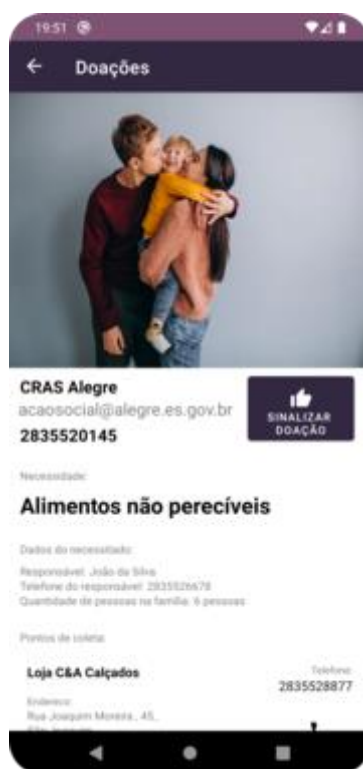 19:51
Doações
CRAS Alegre
acaosocial@alegre.es.gov.br
2835520145
SINALIZAR
DOAÇÃO
Necessidade:
Alimentos não perecíveis
Dados do necessitado:
Responsável: João da Silva
Telefone do responsável: 2835526678
Quantidade de pessoas na família: 6 pessoas
Pontos de coleta:
Loja C&A Calçados
Telefone:
2835528877
Endereço:
Rua Joaquim Moreira, 45,